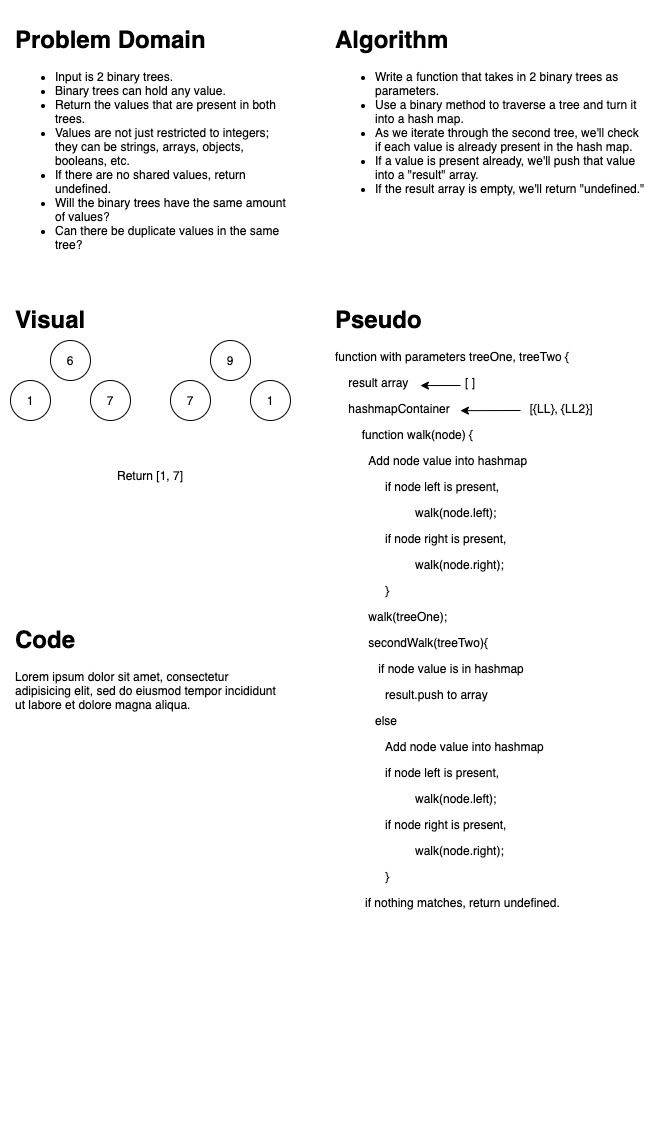 Problem Domain
• Input is 2 binary trees.
• Binary trees can hold any value.
• Return the values that are present in both
trees.
• Values are not just restricted to integers;
they can be strings, arrays, objects,
booleans, etc.
• If there are no shared values, return
undefined.
• Will the binary trees have the same amount
of values?
• Can there be duplicate values in the same
tree?
Algorithm
• Write a function that takes in 2 binary trees as
parameters.
• Use a binary method to traverse a tree and turn it
into a hash map.
• As we iterate through the second tree, we'll check
if each value is already present in the hash map.
• If a value is present already, we'll push that value
into a "result" array.
• If the result array is empty, we'll return "undefined."
Visual
6
9
1
7
7
1
Return [1, 7]
Code
Lorem ipsum dolor sit amet, consectetur
adipisicing elit, sed do eiusmod tempor incididunt
ut labore et dolore magna aliqua.
Pseudo
function with parameters treeOne, treeTwo {
result array [ ]
hashmapContainer [{LL}, {LL2}]
function walk(node) {
Add node value into hashmap
if node left is present,
walk(node.left);
if node right is present,
walk(node.right);
}
walk(treeOne);
secondWalk(treeTwo){
if node value is in hashmap
result.push to array
else
Add node value into hashmap
if node left is present,
walk(node.left);
if node right is present,
walk(node.right);
}
if nothing matches, return undefined.